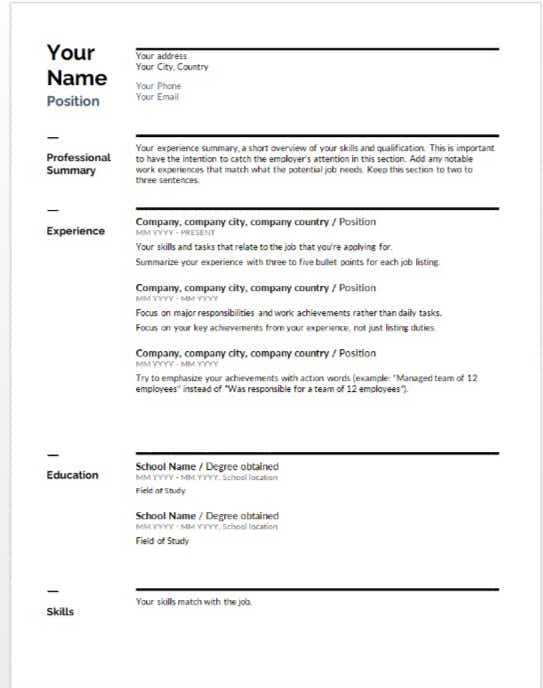 Your
Name
Position
Your address
Your City, Country
Your Phone
Your Email
Professional
Summary
Your experience summary, a short overview of your skills and qualification. This is important
to have the intention to catch the employer's attention in this section. Add any notable
work experiences that match what the potential job needs. Keep this section to two to
three sentences.
Experience
Company, company city, company country / Position
MM YYYY - PRESENT
Your skills and tasks that relate to the job that you're applying for.
Summarize your experience with three to five bullet points for each job listing.
Company, company city, company country / Position
MM YYYY - MM YYYY
Focus on major responsibilities and work achievements rather than daily tasks.
Focus on your key achievements from your experience, not just listing duties.
Company, company city, company country / Position
MM YYYY - MM YYYY
Try to emphasize your achievements with action words (example: "Managed team of 12
employees" instead of "Was responsible for a team of 12 employees").
Education
School Name / Degree obtained
MM YYYY - MM YYYY, School location
Field of Study
School Name / Degree obtained
MM YYYY - MM YYYY, School location
Field of Study
Skills
Your skills match with the job.